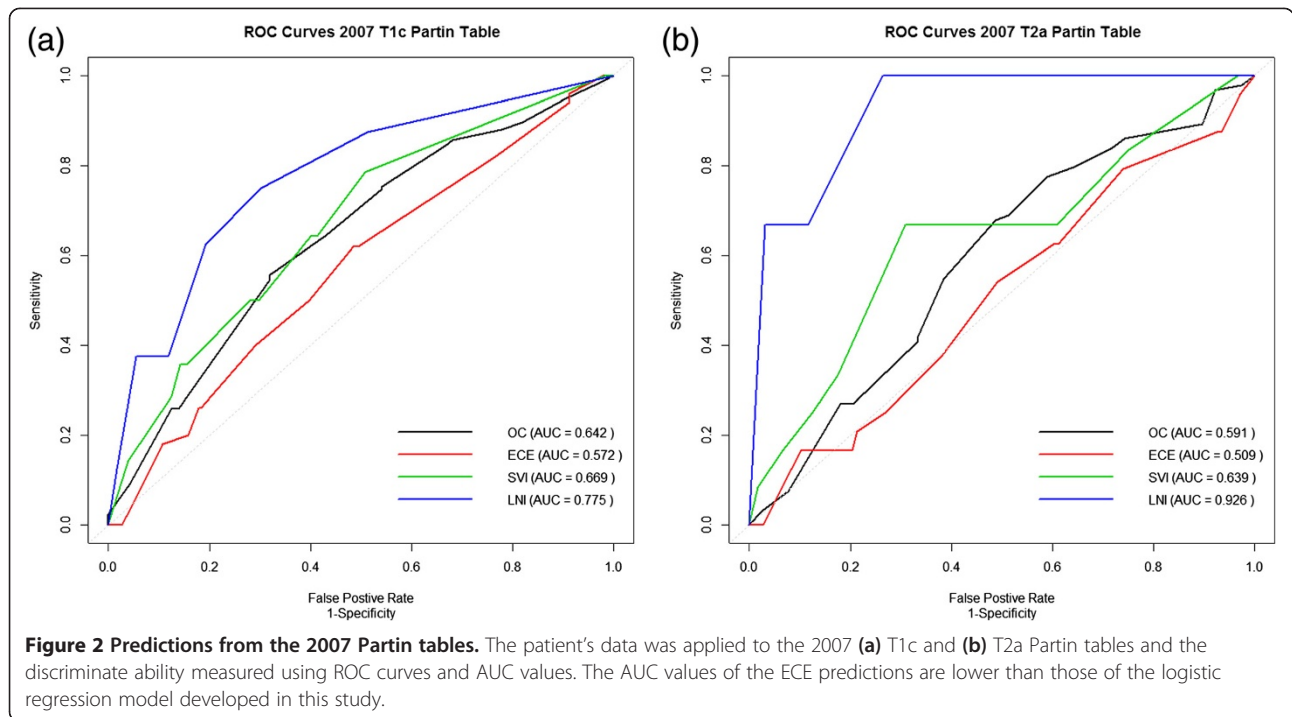 (a)
ROC Curves 2007 T1c Partin Table
1.0
0.8
0.6
0.4
0.2
0.0
Sensitivity
OC (AUC = 0.642 )
ECE (AUC = 0.572 )
SVI (AUC = 0.669 )
LNI (AUC = 0.775 )
0.0 0.2 0.4 0.6 0.8 1.0
False Postive Rate
1-Specificity
(b)
ROC Curves 2007 T2a Partin Table
1.0
0.8
0.6
0.4
0.2
0.0
Sensitivity
OC (AUC = 0.591 )
ECE (AUC = 0.509 )
SVI (AUC = 0.639 )
LNI (AUC = 0.926 )
0.0 0.2 0.4 0.6 0.8 1.0
False Postive Rate
1-Specificity
Figure 2 Predictions from the 2007 Partin tables. The patient's data was applied to the 2007 (a) T1c and (b) T2a Partin tables and the
discriminate ability measured using ROC curves and AUC values. The AUC values of the ECE predictions are lower than those of the logistic
regression model developed in this study.